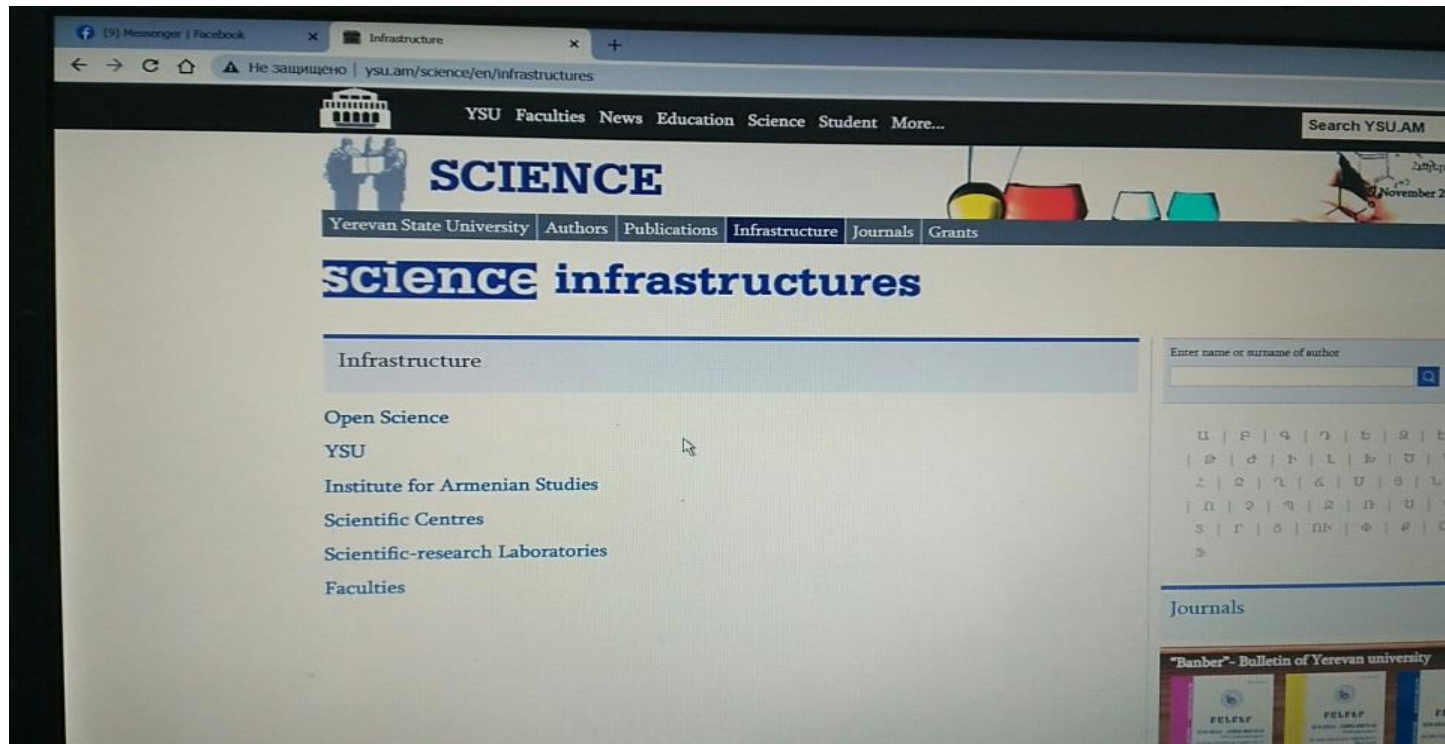 (9) Messenger | Facebook
Infrastructure
Не защищено | ysu.am/science/en/infrastructures
YSU Faculties News Education Science Student More...
Search YSU.AM
SCIENCE
November 2
Yerevan State University Authors Publications Infrastructure Journals Grants
science infrastructures
Infrastructure
Enter name or surname of author
Open Science
YSU
Institute for Armenian Studies
Scientific Centres
Scientific-research Laboratories
Faculties
Journals
"Banber"- Bulletin of Yerevan university